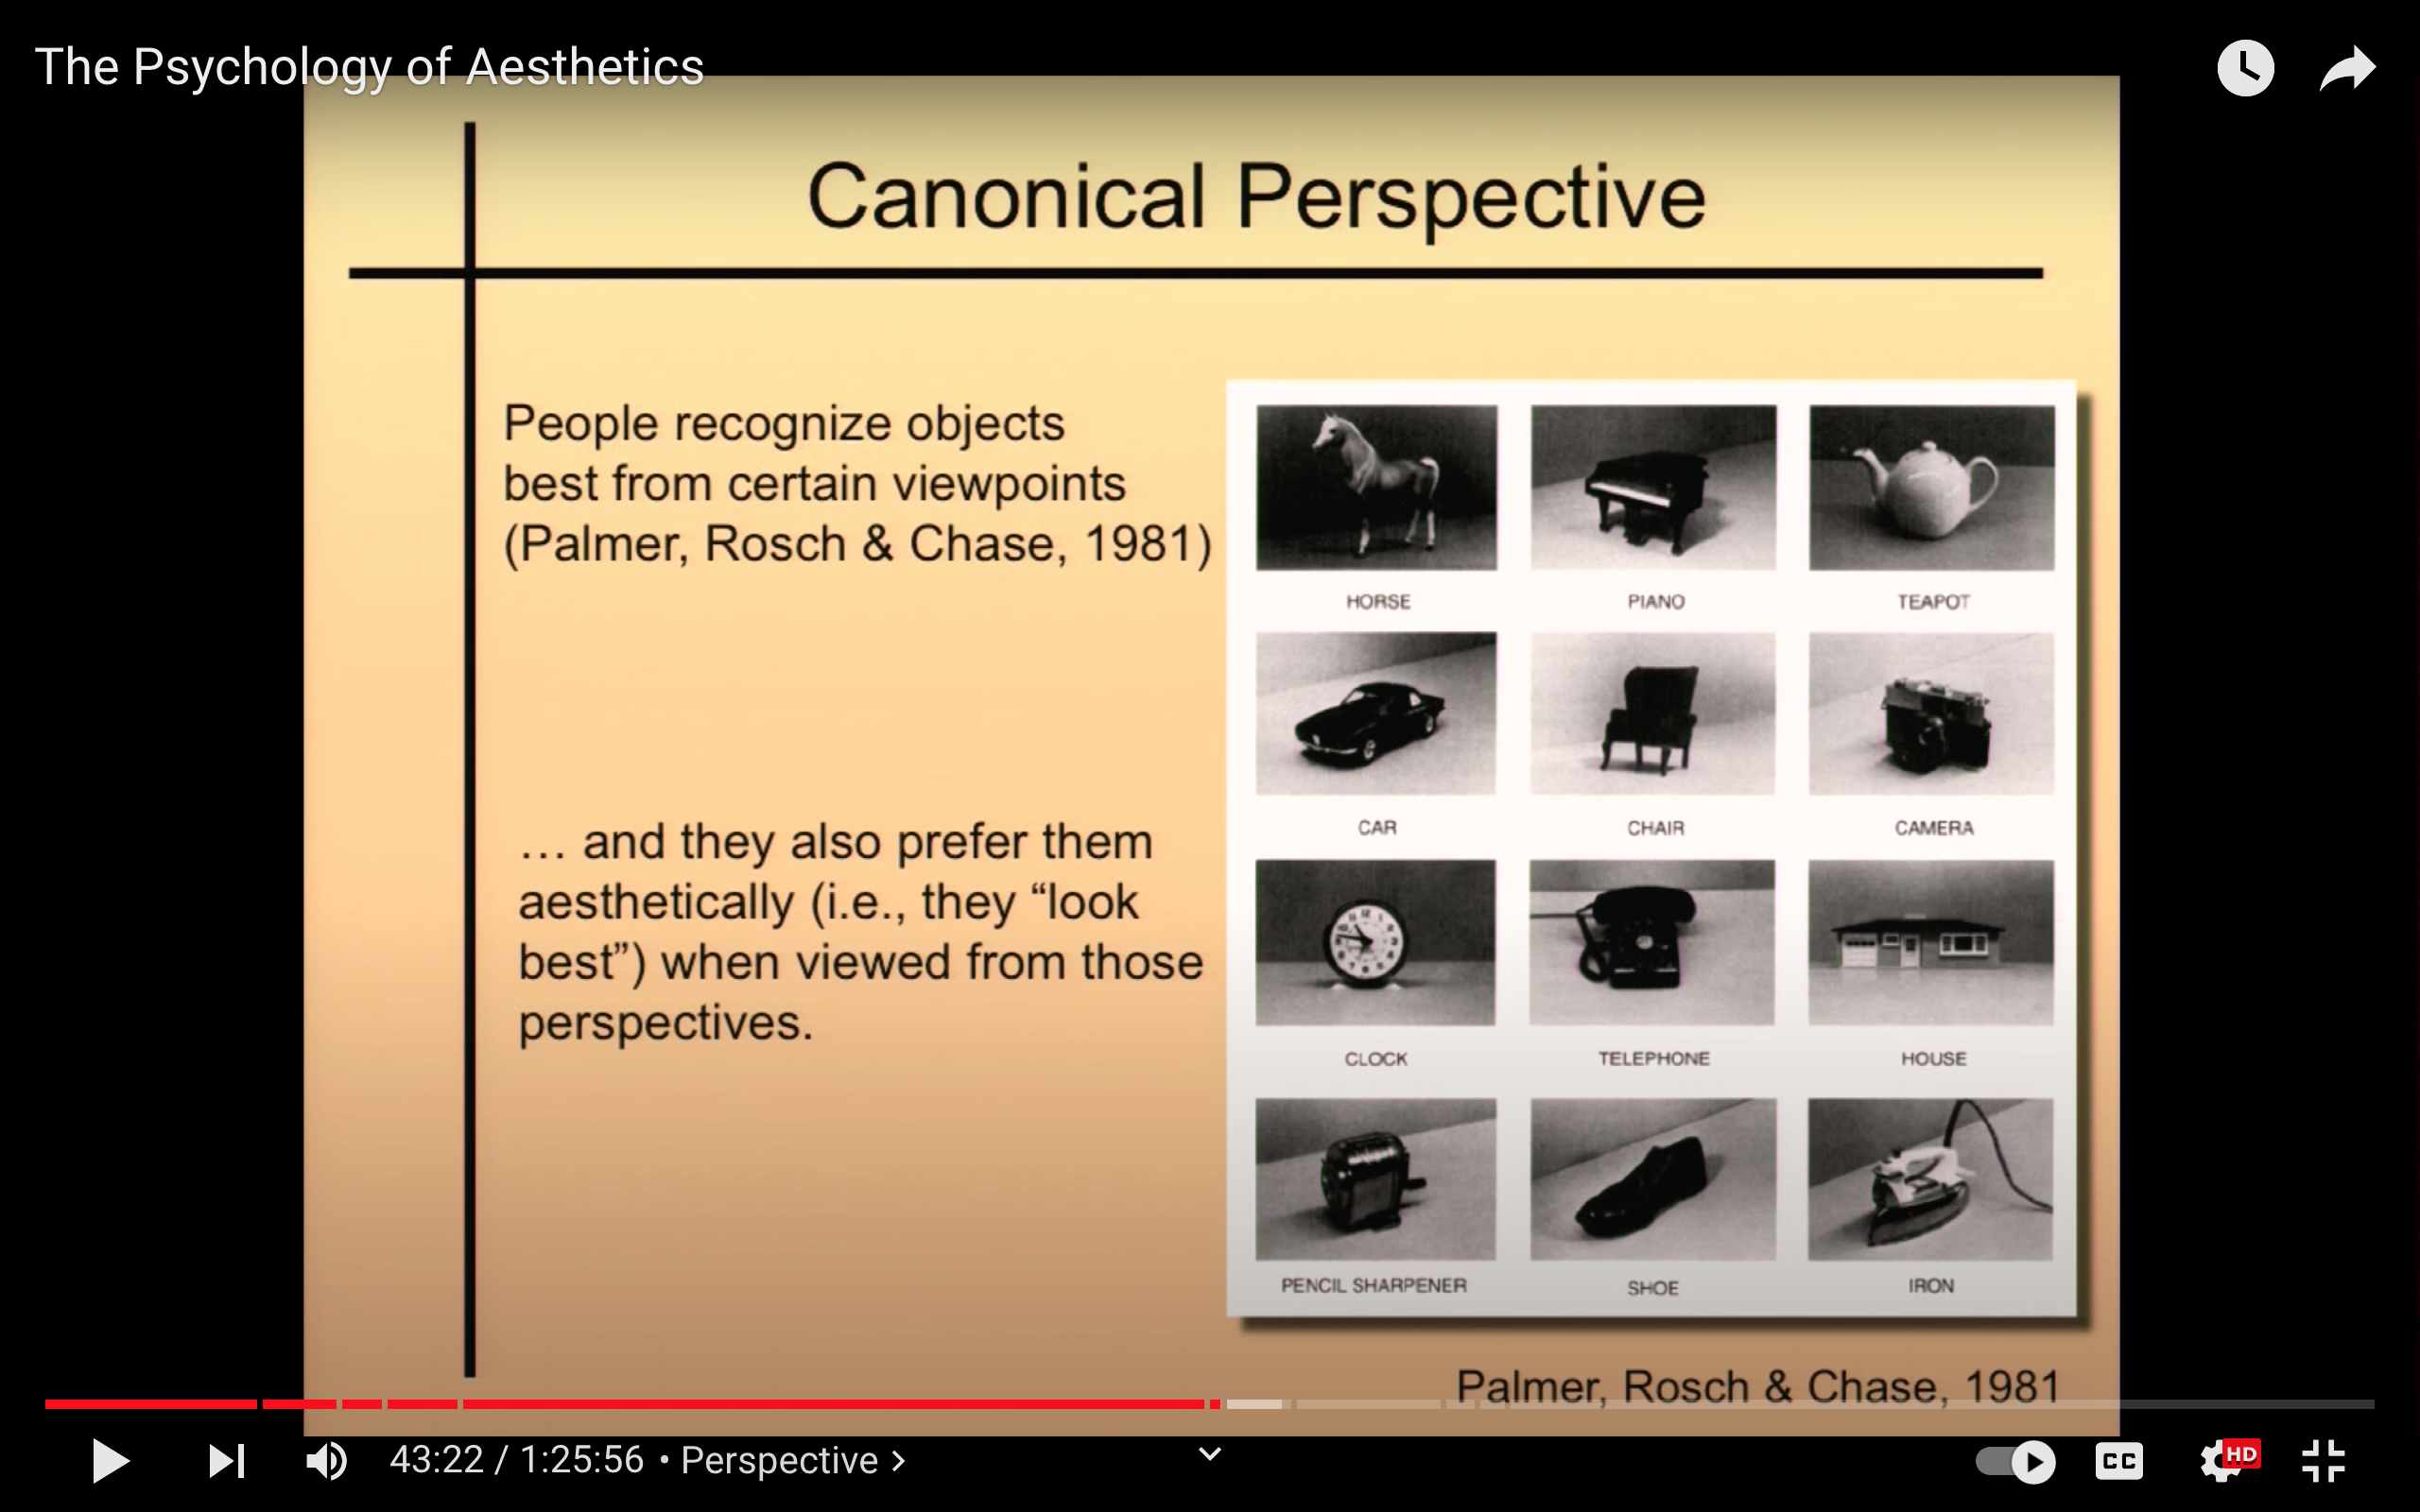 The Psychology of Aesthetics
Canonical Perspective
People recognize objects
best from certain viewpoints
(Palmer, Rosch & Chase, 1981)
… and they also prefer them
aesthetically (i.e., they “look
best”) when viewed from those
perspectives.
HORSE PIANO TEAPOT
CAR CHAIR CAMERA
CLOCK TELEPHONE HOUSE
PENCIL SHARPENER SHOE IRON
Palmer, Rosch & Chase, 1981
43:22 / 1:25:56 • Perspective >
CC
HD